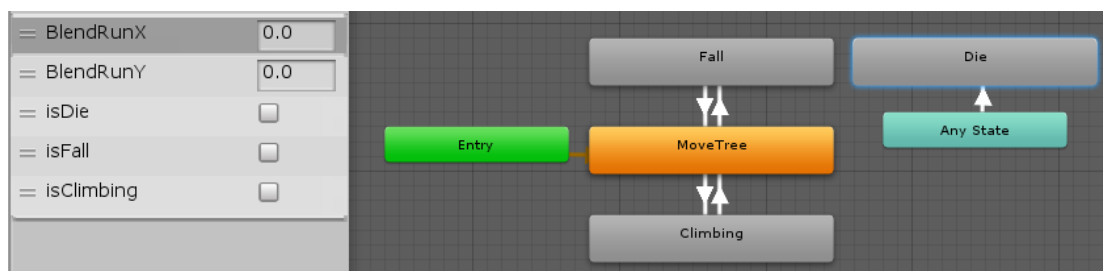 BlendRunX 0.0
BlendRunY 0.0
isDie
isFall
isClimbing
Fall
Die
Any State
Entry
MoveTree
Climbing